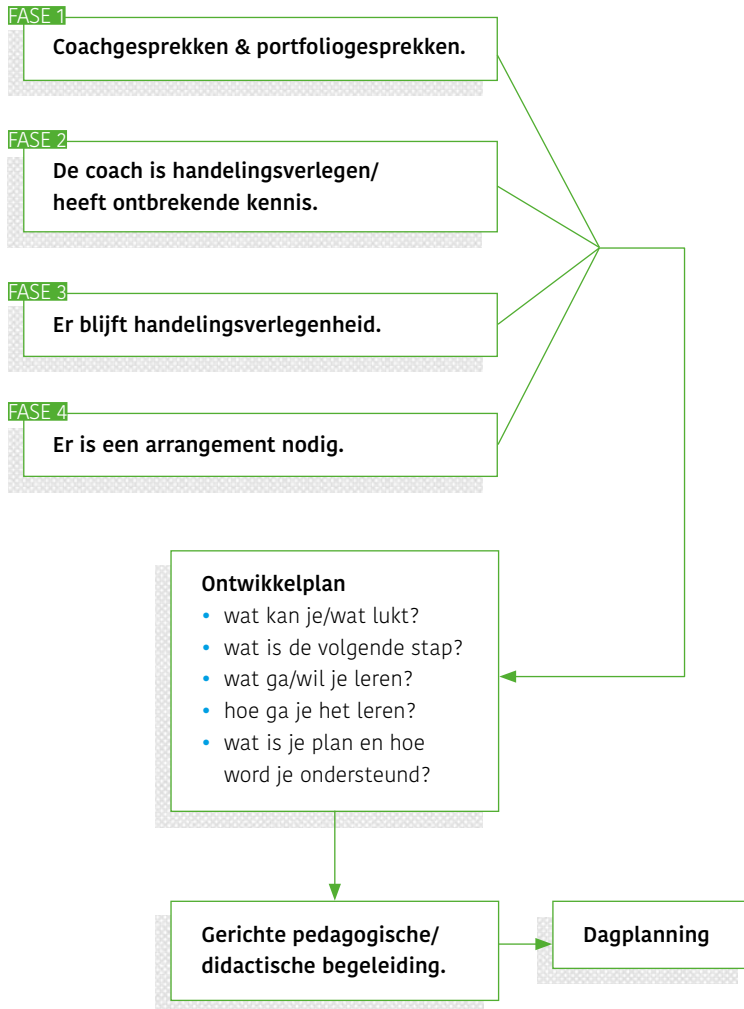 FASE 1
Coachgesprekken & portfoliogesprekken.
FASE 2
De coach is handelingsverlegen/
heeft ontbrekende kennis.
FASE 3
Er blijft handelingsverlegenheid.
FASE 4
Er is een arrangement nodig.
Ontwikkelplan
• wat kan je/wat lukt?
• wat is de volgende stap?
• wat ga/wil je leren?
• hoe ga je het leren?
• wat is je plan en hoe
word je ondersteund?
Gerichte pedagogische/
didactische begeleiding.
Dagplanning